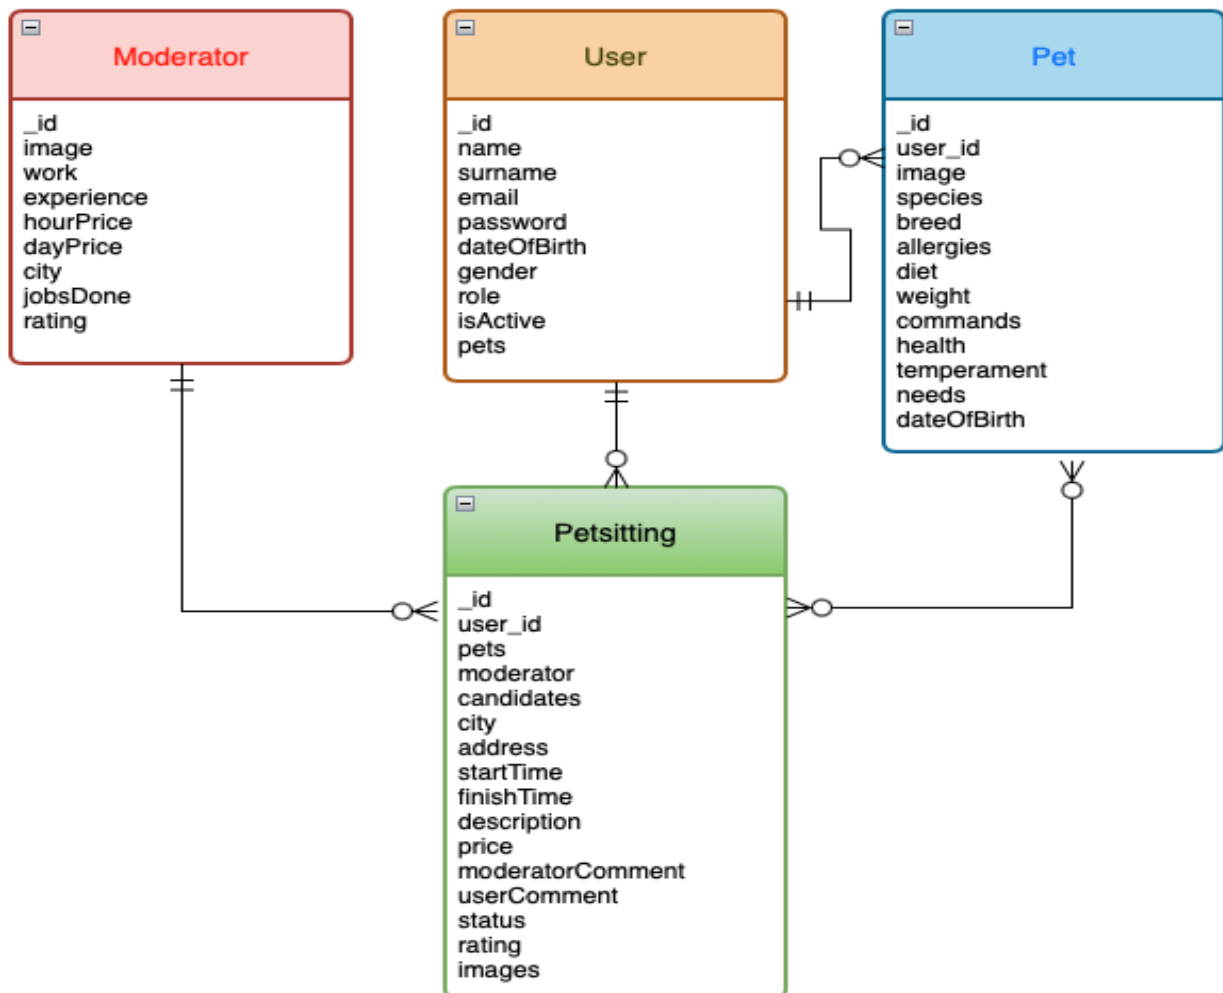 Moderator
_id
image
work
experience
hourPrice
dayPrice
city
jobsDone
rating
User
_id
name
surname
email
password
dateOfBirth
gender
role
isActive
pets
Pet
_id
user_id
image
species
breed
allergies
diet
weight
commands
health
temperament
needs
dateOfBirth
Petsitting
_id
user_id
pets
moderator
candidates
city
address
startTime
finishTime
description
price
moderatorComment
userComment
status
rating
images